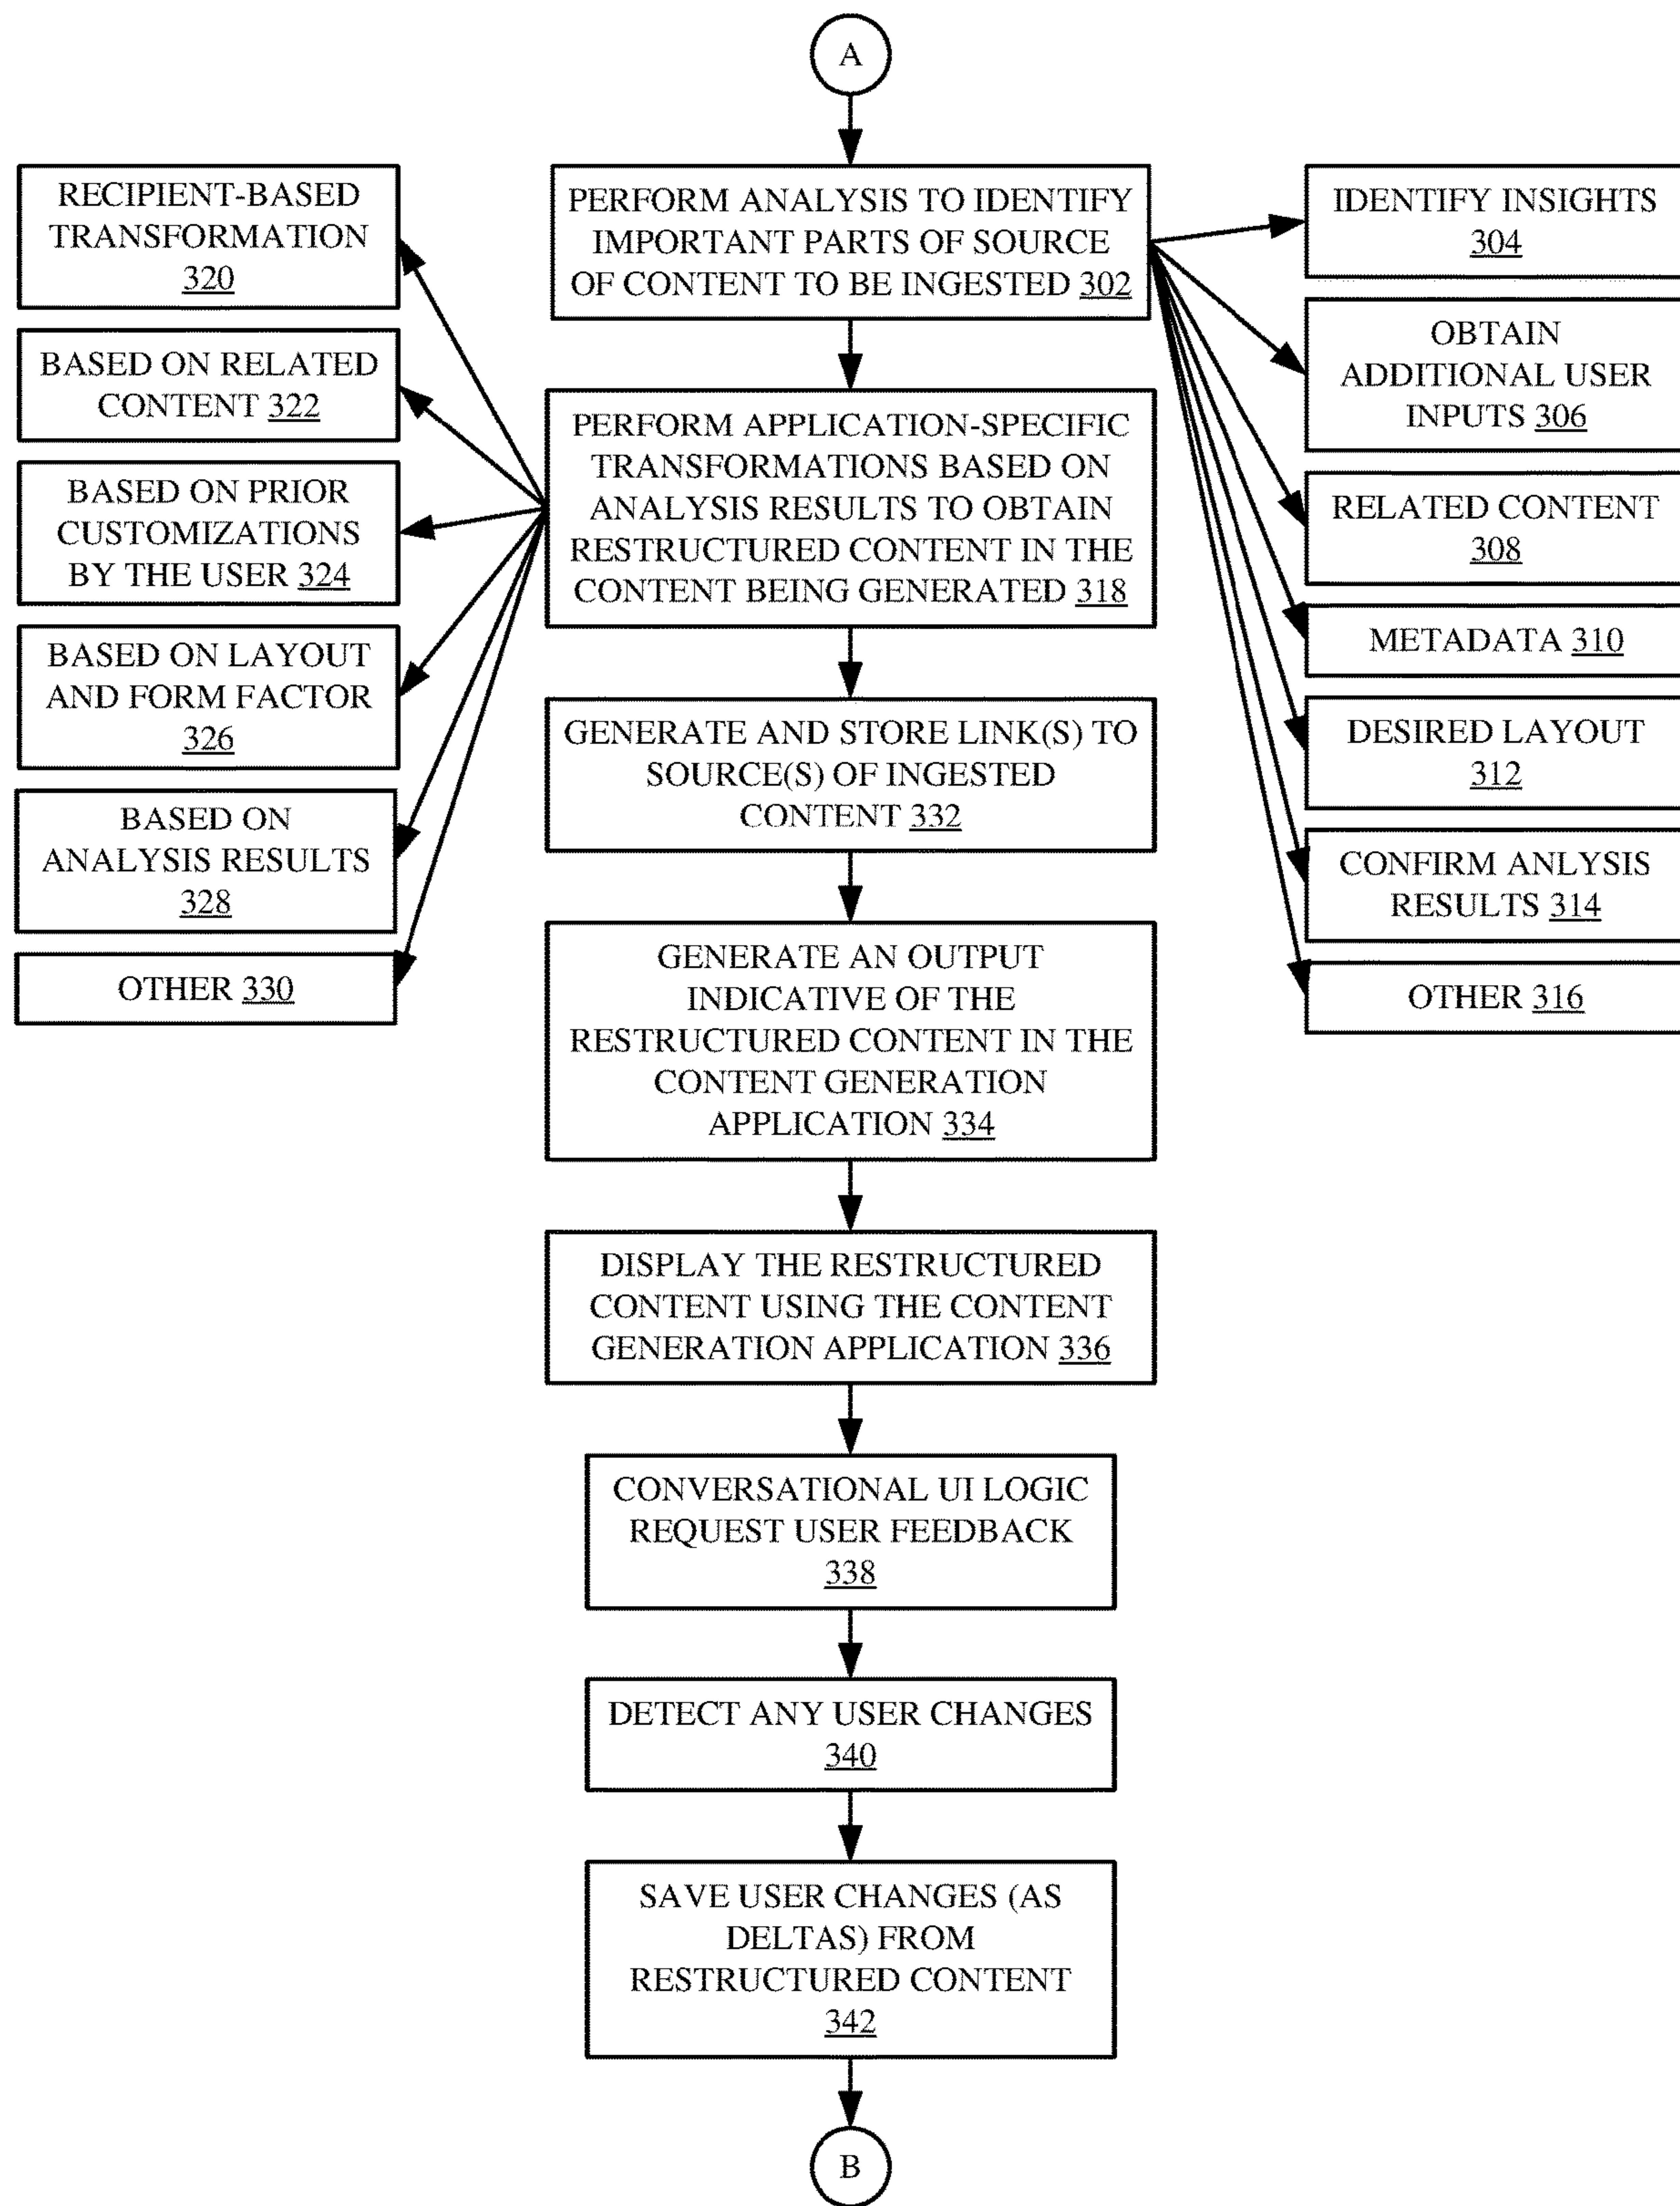 A
PERFORM ANALYSIS TO IDENTIFY
IMPORTANT PARTS OF SOURCE
OF CONTENT TO BE INGESTED 302
IDENTIFY INSIGHTS
304
OBTAIN
ADDITIONAL USER
INPUTS 306
RELATED CONTENT
308
METADATA 310
DESIRED LAYOUT
312
CONFIRM ANLYSIS
RESULTS 314
OTHER 316
PERFORM APPLICATION-SPECIFIC
TRANSFORMATIONS BASED ON
ANALYSIS RESULTS TO OBTAIN
RESTRUCTURED CONTENT IN THE
CONTENT BEING GENERATED 318
RECIPIENT-BASED
TRANSFORMATION
320
BASED ON RELATED
CONTENT 322
BASED ON PRIOR
CUSTOMIZATIONS
BY THE USER 324
BASED ON LAYOUT
AND FORM FACTOR
326
BASED ON
ANALYSIS RESULTS
328
OTHER 330
GENERATE AND STORE LINK(S) TO
SOURCE(S) OF INGESTED
CONTENT 332
GENERATE AN OUTPUT
INDICATIVE OF THE
RESTRUCTURED CONTENT IN THE
CONTENT GENERATION
APPLICATION 334
DISPLAY THE RESTRUCTURED
CONTENT USING THE CONTENT
GENERATION APPLICATION 336
CONVERSATIONAL UI LOGIC
REQUEST USER FEEDBACK
338
DETECT ANY USER CHANGES
340
SAVE USER CHANGES (AS
DELTAS) FROM
RESTRUCTURED CONTENT
342
B